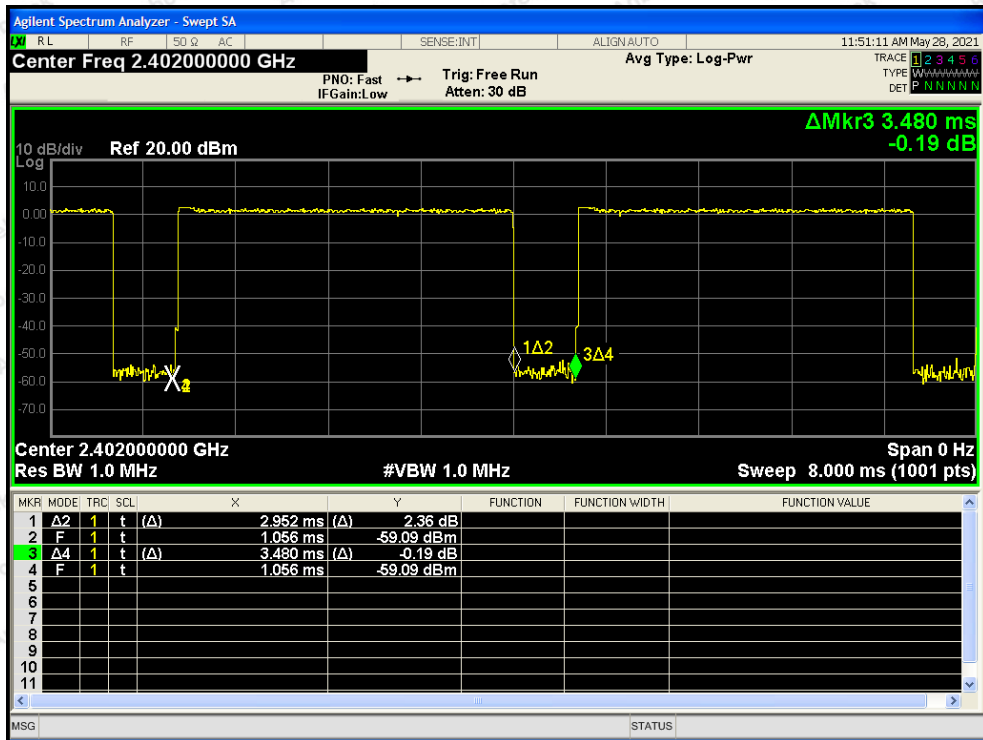 Agilent Spectrum Analyzer - Swept SA
LXI RL RF 50 Ω AC SENSE:INT ALIGN AUTO 11:51:11 AM May 28, 2021
Center Freq 2.402000000 GHz Avg Type: Log-Pwr TRACE 1 2 3 4 5 6
PNO: Fast Trig: Free Run TYPE WWWWWW
IFGain:Low Atten: 30 dB DET P N N N N N
ΔMkr3 3.480 ms
10 dB/div Ref 20.00 dBm -0.19 dB
Log
10.0
0.00
-10.0
-20.0
-30.0
-40.0
-50.0
1Δ2
3Δ4
-60.0
-70.0
Center 2.402000000 GHz Span 0 Hz
Res BW 1.0 MHz #VBW 1.0 MHz Sweep 8.000 ms (1001 pts)
MKR MODE TRC SCL X Y FUNCTION FUNCTION WIDTH FUNCTION VALUE
1 Δ2 1 t (Δ) 2.952 ms (Δ) 2.36 dB
2 F 1 t 1.056 ms -59.09 dBm
3 Δ4 1 t (Δ) 3.480 ms (Δ) -0.19 dB
4 F 1 t 1.056 ms -59.09 dBm
5
6
7
8
9
10
11
MSG STATUS